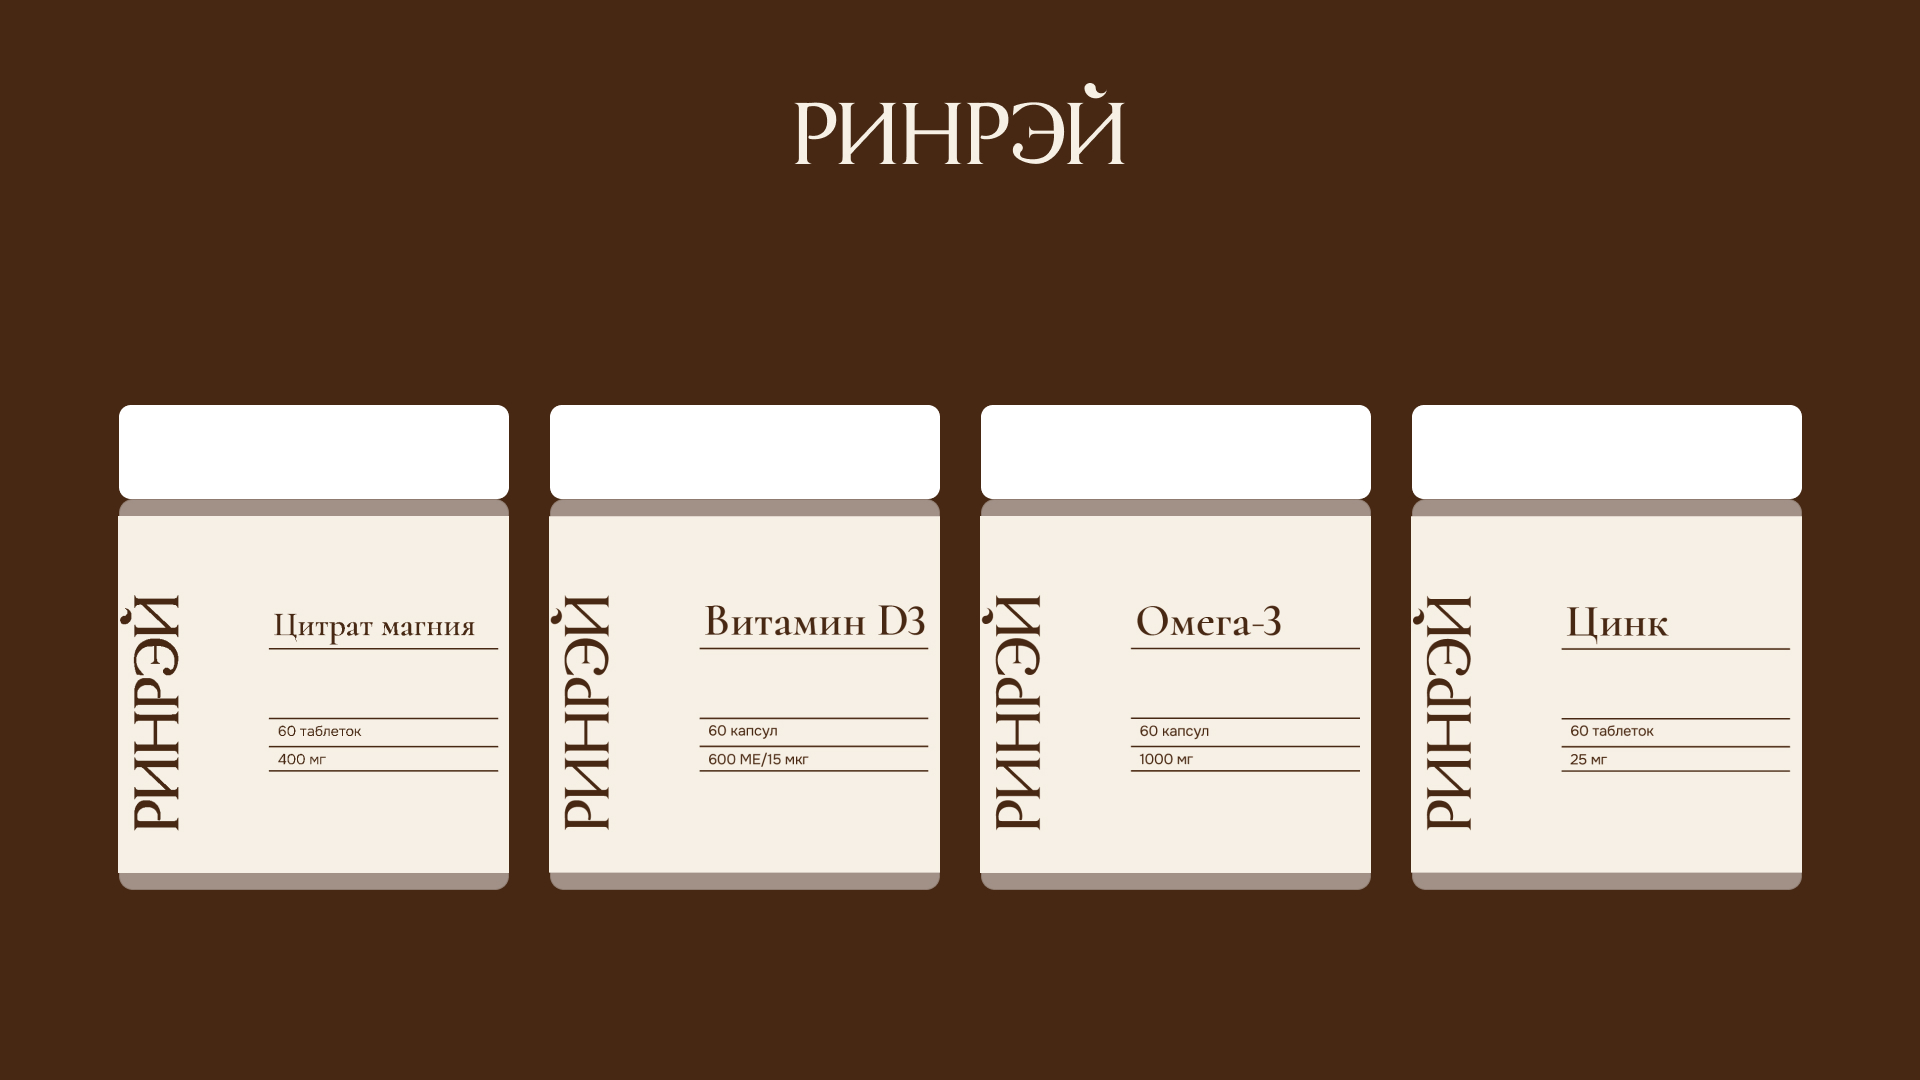 РИНРЭЙ
РИНРЭЙ
Цитрат магния
60 таблеток
400 мг
РИНРЭЙ
Витамин D3
60 капсул
600 МЕ/15 мкг
РИНРЭЙ
Омега-3
60 капсул
1000 мг
РИНРЭЙ
Цинк
60 таблеток
25 мг